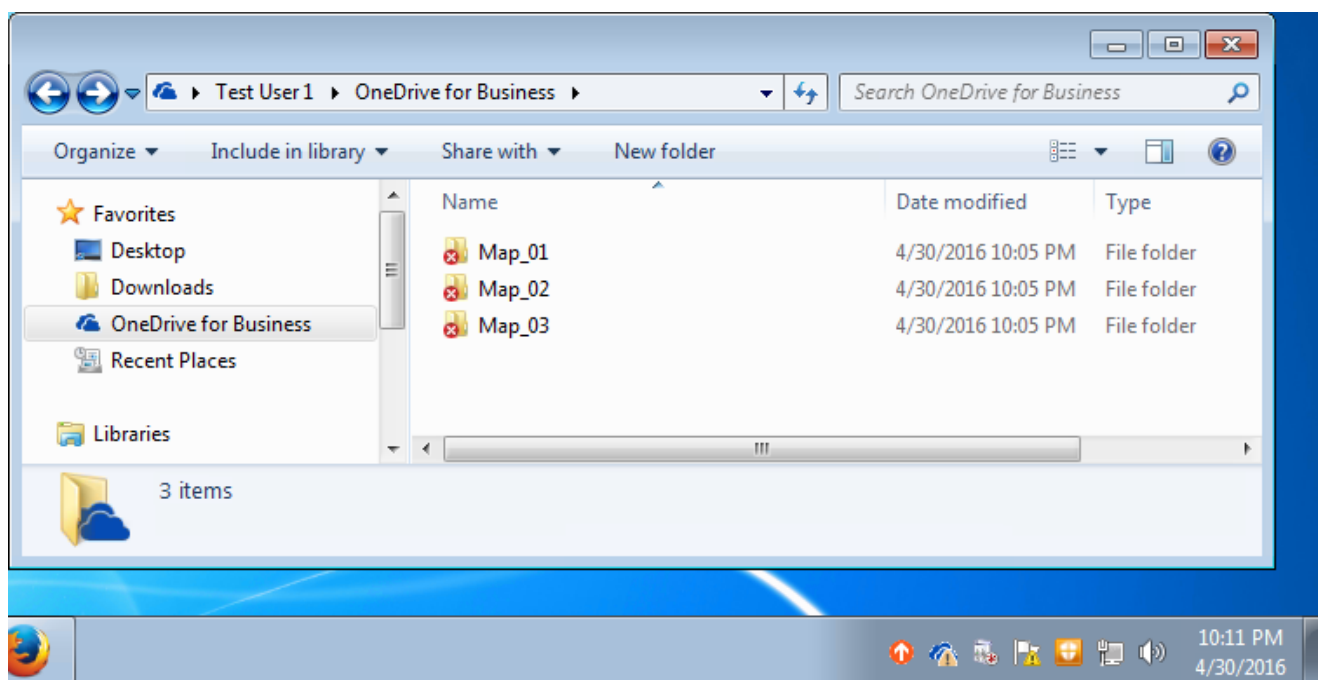 Test User 1 OneDrive for Business
Search OneDrive for Business
Organize Include in library Share with New folder
Favorites
Desktop
Downloads
OneDrive for Business
Recent Places
Libraries
Name Date modified Type
Map_01 4/30/2016 10:05 PM File folder
Map_02 4/30/2016 10:05 PM File folder
Map_03 4/30/2016 10:05 PM File folder
3 items
10:11 PM
4/30/2016